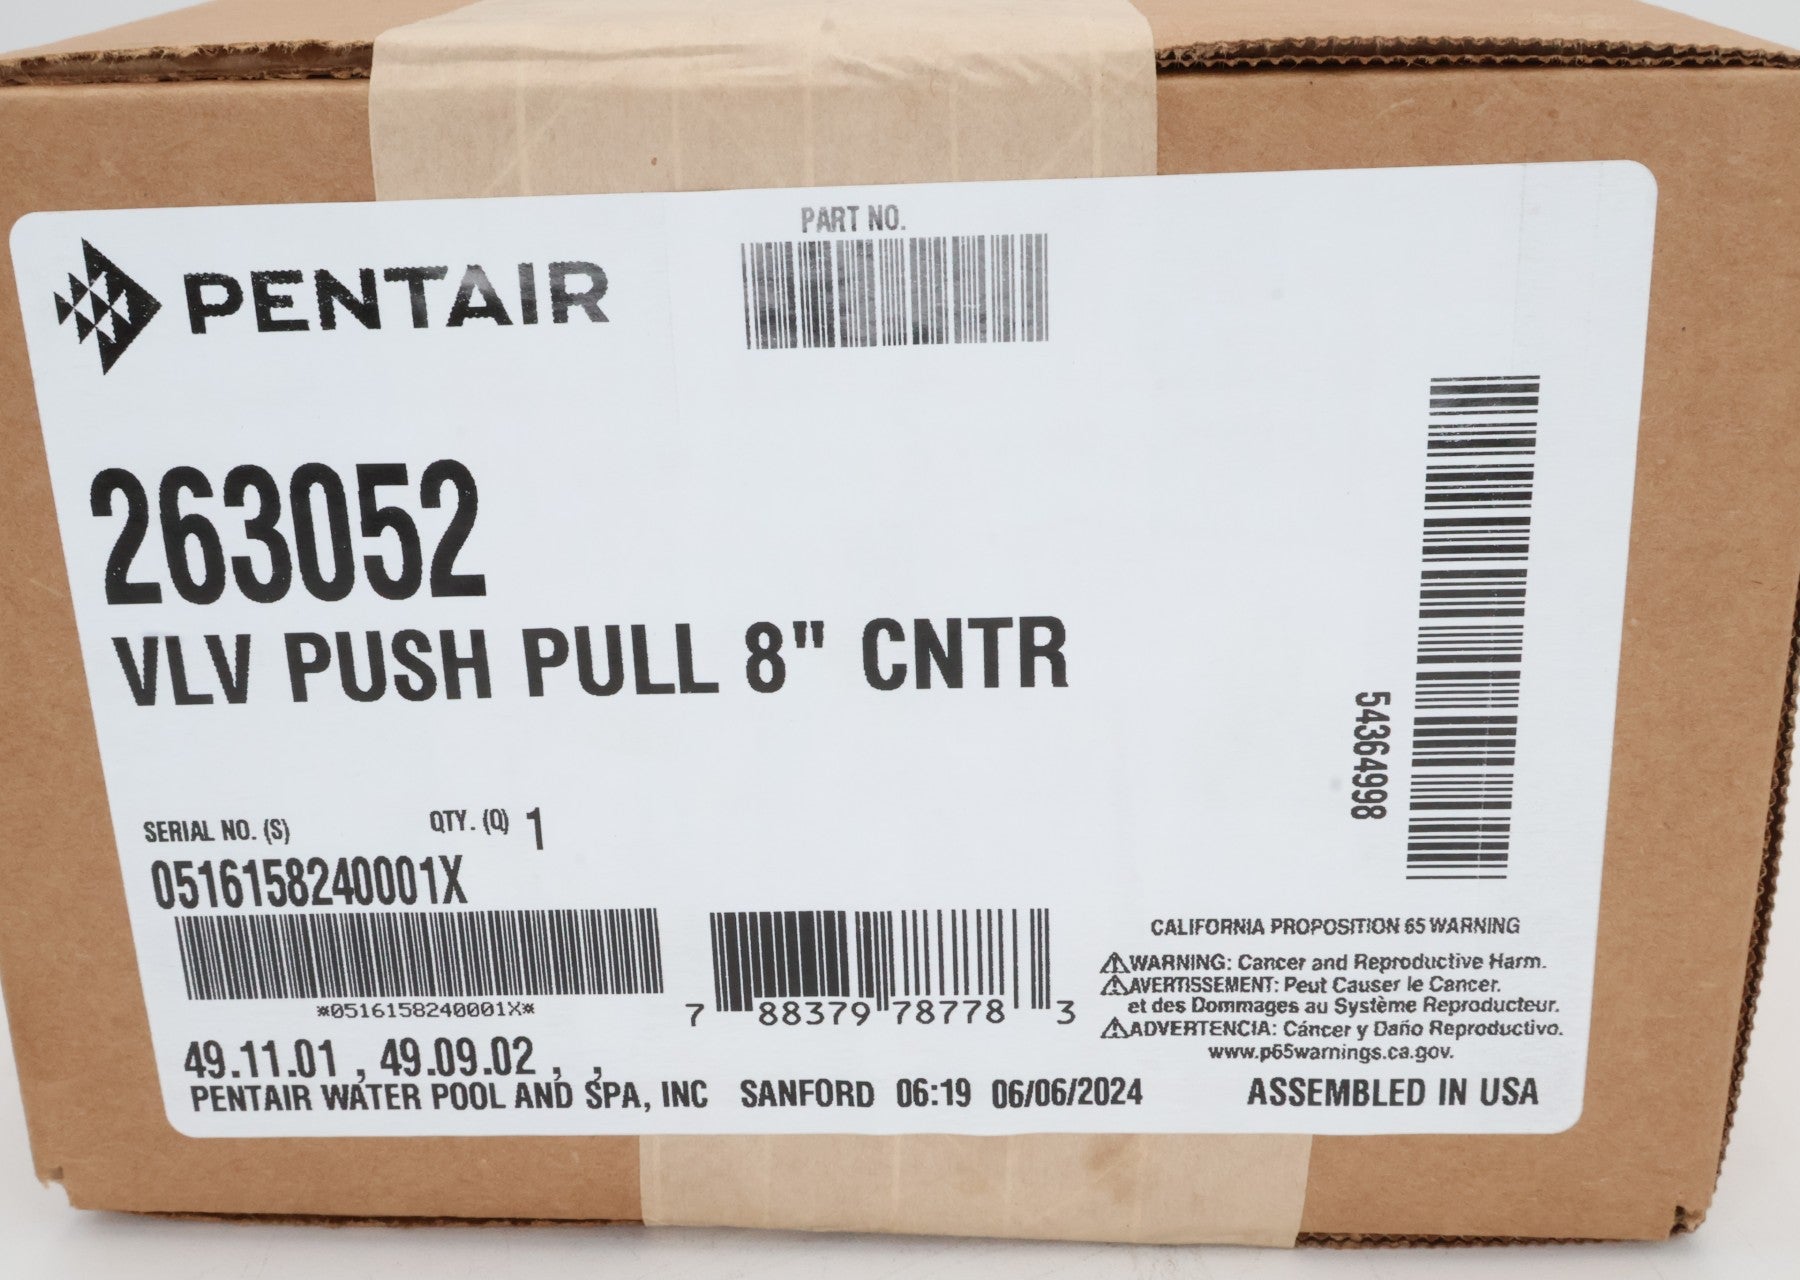 PENTAIR
PART NO.
263052
VLV PUSH PULL 8" CNTR
54364998
SERIAL NO. (S)
QTY. (Q) 1
0516158240001X
*0516158240001X*
7 88379 78778 3
CALIFORNIA PROPOSITION 65 WARNING
⚠WARNING: Cancer and Reproductive Harm.
⚠AVERTISSEMENT: Peut Causer le Cancer.
et des Dommages au Système Reproducteur.
⚠ADVERTENCIA: Cáncer y Daño Reproductivo.
www.p65warnings.ca.gov.
49.11.01 , 49.09.02 , ,
PENTAIR WATER POOL AND SPA, INC SANFORD 06:19 06/06/2024
ASSEMBLED IN USA